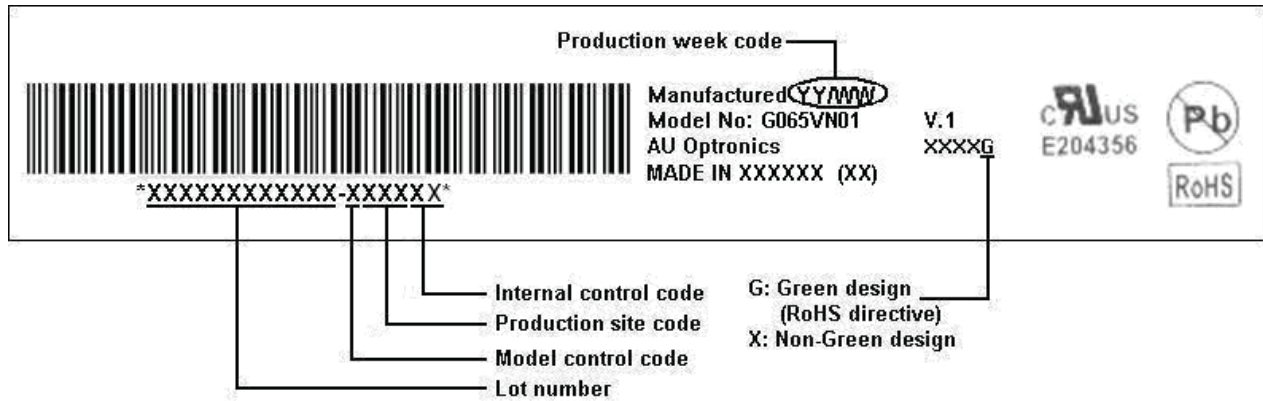 Production week code
Manufactured YY/WW
Model No: G065VN01 V.1
AU Optronics XXXXG
MADE IN XXXXXX (XX)
C RU US
E204356
Pb
RoHS
*XXXXXXXXXXXX-XXXXXX*
Internal control code
Production site code
Model control code
Lot number
G: Green design
(RoHS directive)
X: Non-Green design